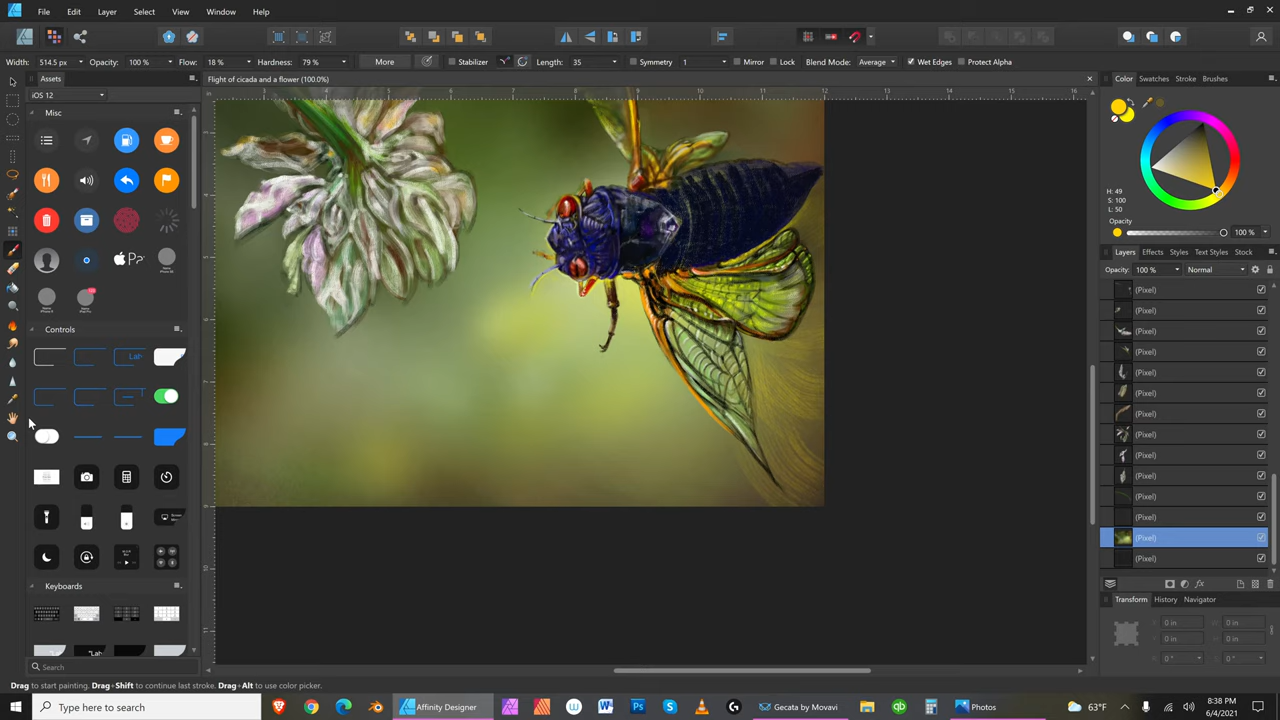 File Edit Layer Select View Window Help
Width: 514.5 px Opacity: 100 % Flow: 18 % Hardness: 79 % More Stabilizer Length: 35 Symmetry 1 Mirror Lock Blend Mode: Average Wet Edges Protect Alpha
Assets
Flight of cicada and a flower (100.0%)
Color Swatches Stroke Brushes
iOS 12
Misc
H: 49
S: 100
L: 50
Opacity
100 %
Pay
Controls
Layers Effects Styles Text Styles Stock
Opacity: 100 % Normal
(Pixel)
(Pixel)
(Pixel)
(Pixel)
(Pixel)
(Pixel)
(Pixel)
(Pixel)
(Pixel)
(Pixel)
(Pixel)
(Pixel)
(Pixel)
(Pixel)
Keyboards
Transform History Navigator
X: 0 in W: 0 in
Y: 0 in H: 0 in
R: 0 ° S: 0 °
Search
Drag to start painting. Drag+Shift to continue last stroke. Drag+Alt to use color picker.
Type here to search
Affinity Designer
Gecata by Movavi
Photos
63°F
8:38 PM
6/4/2021